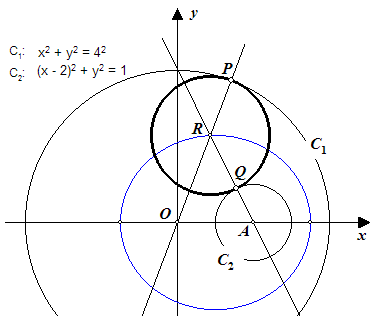 y
C₁: x² + y² = 4²
C₂: (x - 2)² + y² = 1
P
R
C₁
Q
O
A
x
C₂